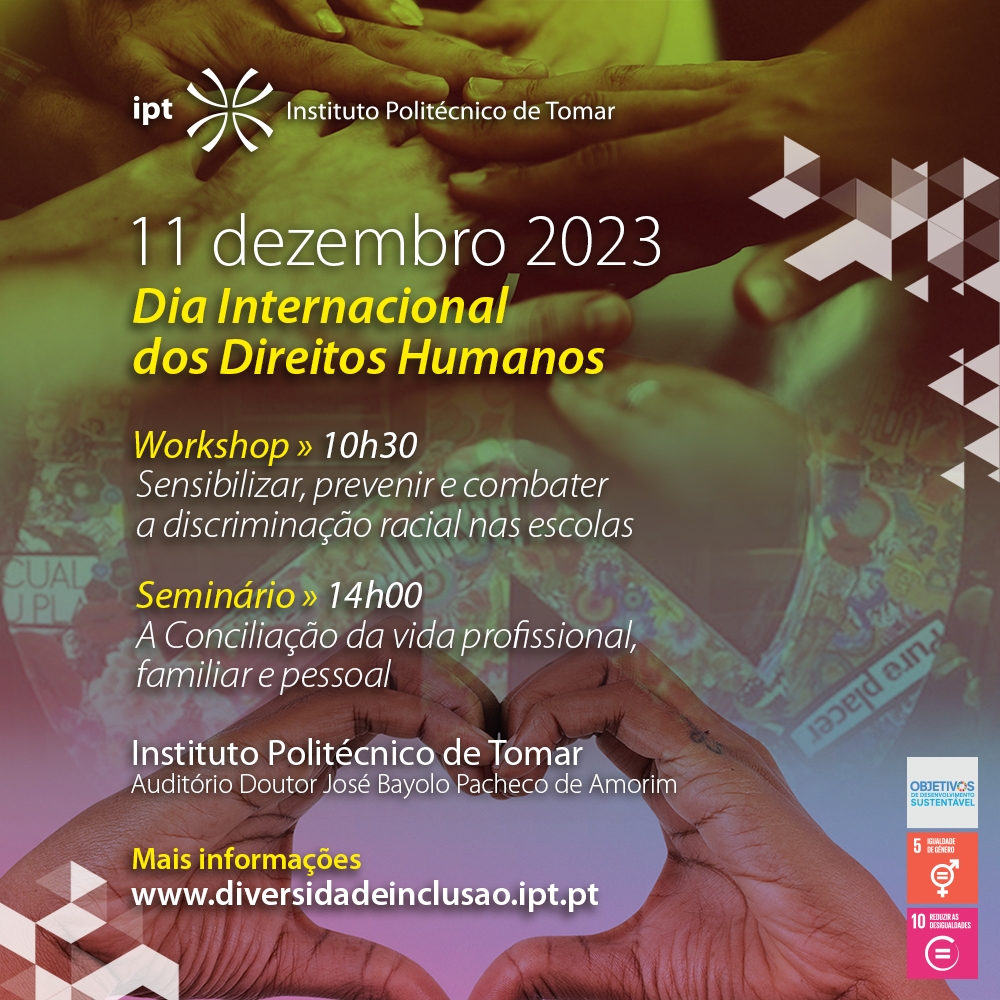 ipt
Instituto Politécnico de Tomar
11 dezembro 2023
Dia Internacional
dos Direitos Humanos
Workshop » 10h30
Sensibilizar, prevenir e combater
a discriminação racial nas escolas
Seminário » 14h00
A Conciliação da vida profissional,
familiar e pessoal
Instituto Politécnico de Tomar
Auditório Doutor José Bayolo Pacheco de Amorim
Mais informações
www.diversidadeinclusao.ipt.pt
CUAL
Pura placer
OBJETIVOS
DE DESENVOLVIMENTO
SUSTENTÁVEL
5 IGUALDADE
DE GÉNERO
10 REDUZIR AS
DESIGUALDADES